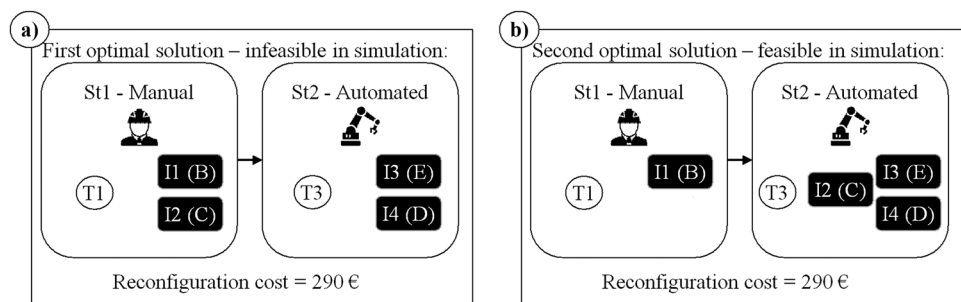 a)
First optimal solution – infeasible in simulation:
St1 - Manual
St2 - Automated
I1 (B)
I3 (E)
T1
T3
I2 (C)
I4 (D)
Reconfiguration cost = 290 €
b)
Second optimal solution – feasible in simulation:
St1 - Manual
St2 - Automated
I1 (B)
I3 (E)
T1
T3
I2 (C)
I4 (D)
Reconfiguration cost = 290 €